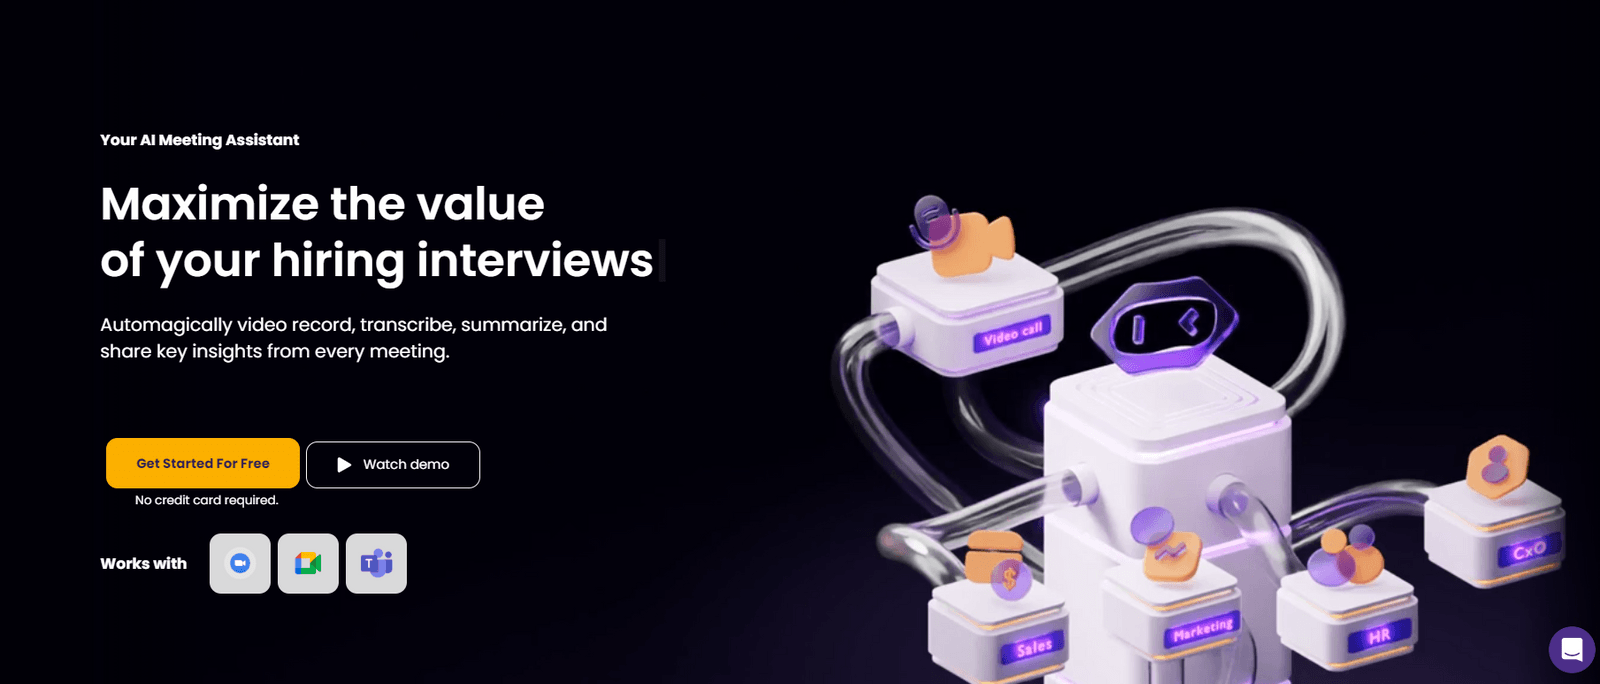 Your AI Meeting Assistant
Maximize the value
of your hiring interviews
Automagically video record, transcribe, summarize, and
share key insights from every meeting.
Get Started For Free
Watch demo
No credit card required.
Works with
T
Video call
Sales
$
Marketing
HR
CxO